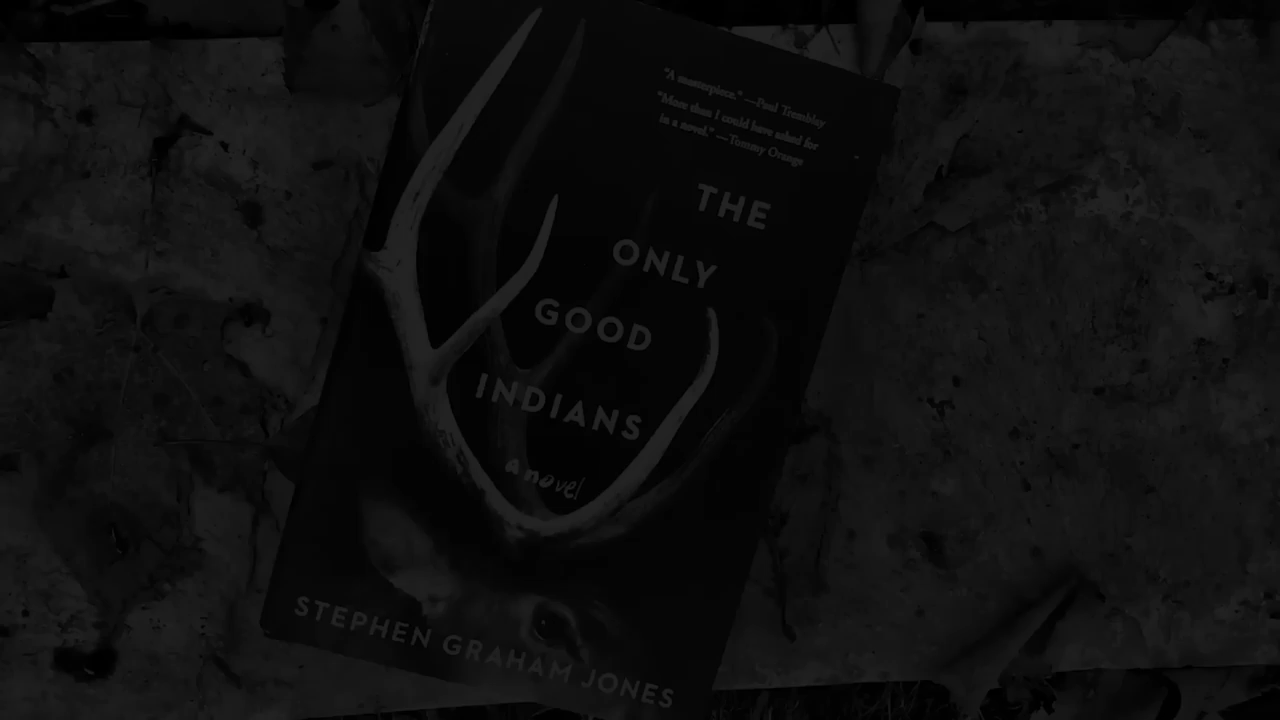 "A masterpiece." —Paul Tremblay
"More than I could have asked for
in a novel." —Tommy Orange
THE
ONLY
GOOD
INDIANS
a novel
STEPHEN GRAHAM JONES